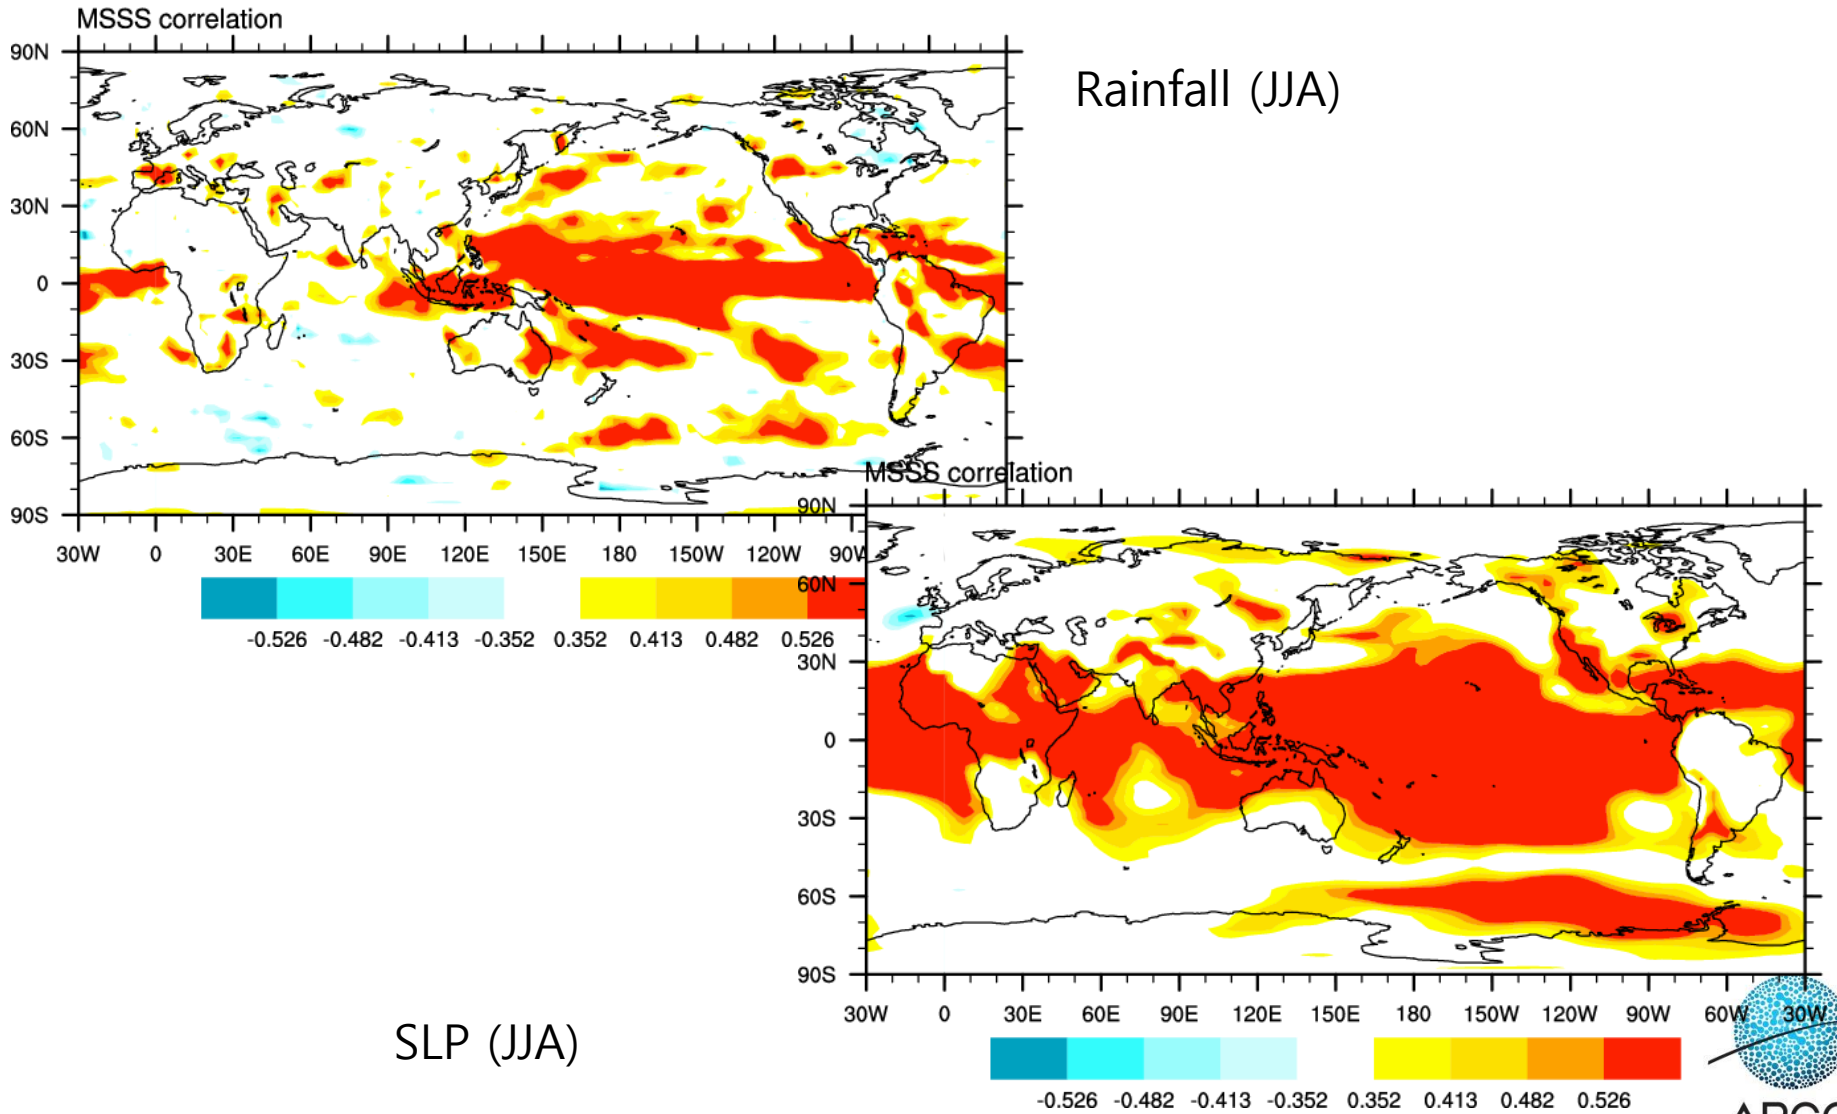 MSSS correlation
Rainfall (JJA)
90N
60N
30N
0
30S
60S
90S
30W 0 30E 60E 90E 120E 150E 180 150W 120W
-0.526 -0.482 -0.413 -0.352 0.352 0.413 0.482 0.526
MSSS correlation
90N
60N
30N
0
30S
60S
90S
30W 0 30E 60E 90E 120E 150E 180 150W 120W 90W 60W 30W
-0.526 -0.482 -0.413 -0.352 0.352 0.413 0.482 0.526
SLP (JJA)